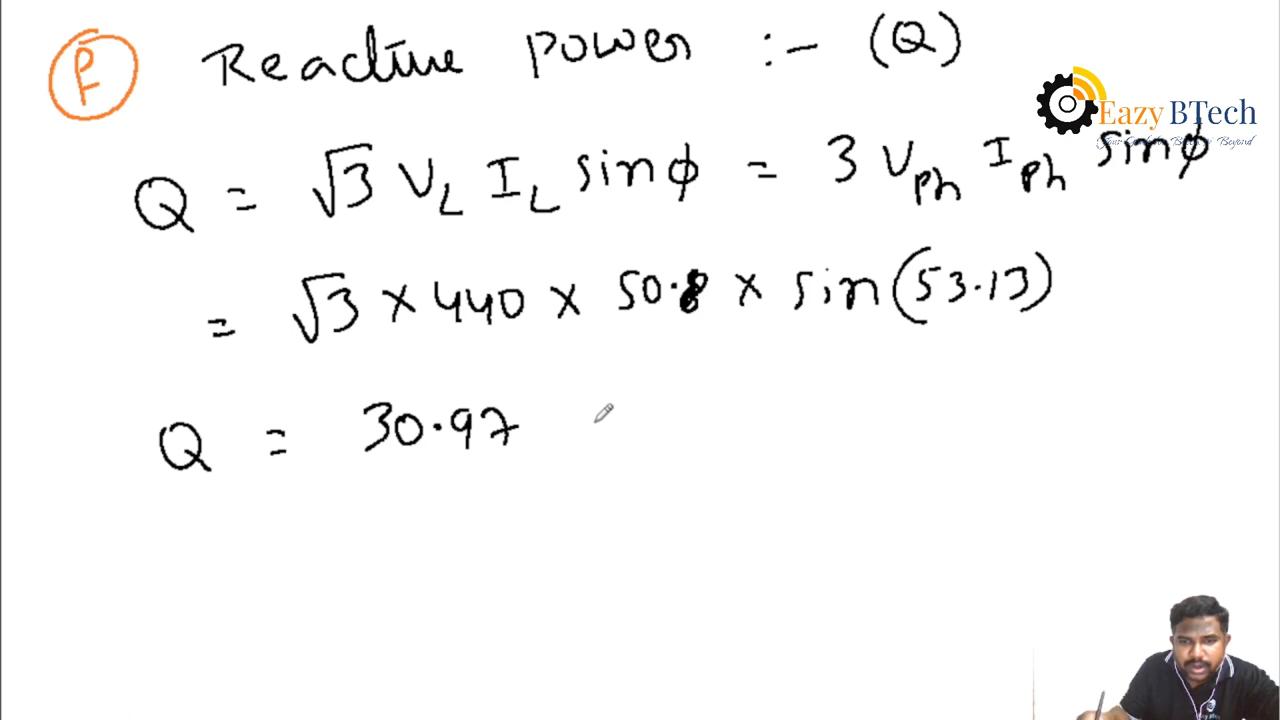 F Reactive power :- (Q)
Eazy BTech
Q = √3 V_L I_L sinϕ = 3 V_ph I_ph sinϕ
= √3 × 440 × 50.8 × sin(53.13)
Q = 30.97